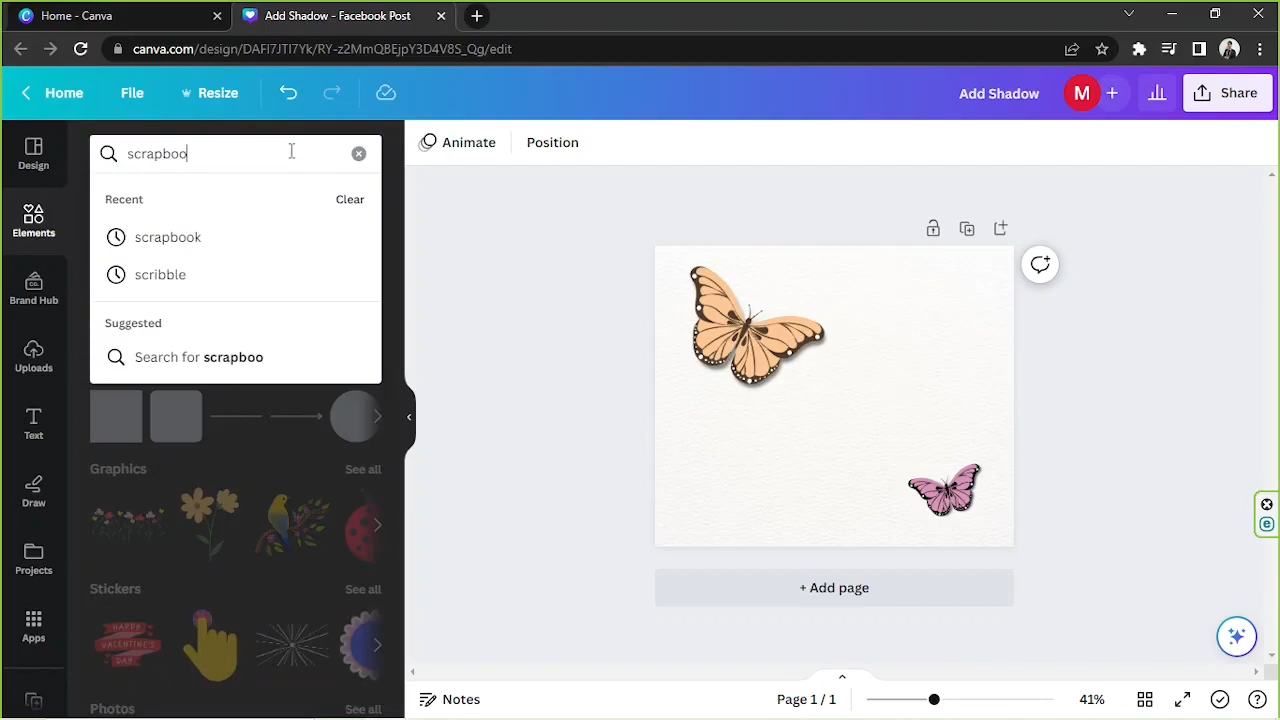 Home - Canva
Add Shadow - Facebook Post
canva.com/design/DAFI7JTI7Yk/RY-z2MmQBEjpY3D4V8S_Qg/edit
Home
File
Resize
Add Shadow
M
Share
Design
Elements
Brand Hub
Uploads
Text
Draw
Projects
Apps
scrapboo
Recent
Clear
scrapbook
scribble
Suggested
Search for scrapboo
Graphics
See all
Stickers
See all
HAPPY
VALENTINE'S
DAY
Photos
See all
Animate
Position
+ Add page
Notes
Page 1 / 1
41%